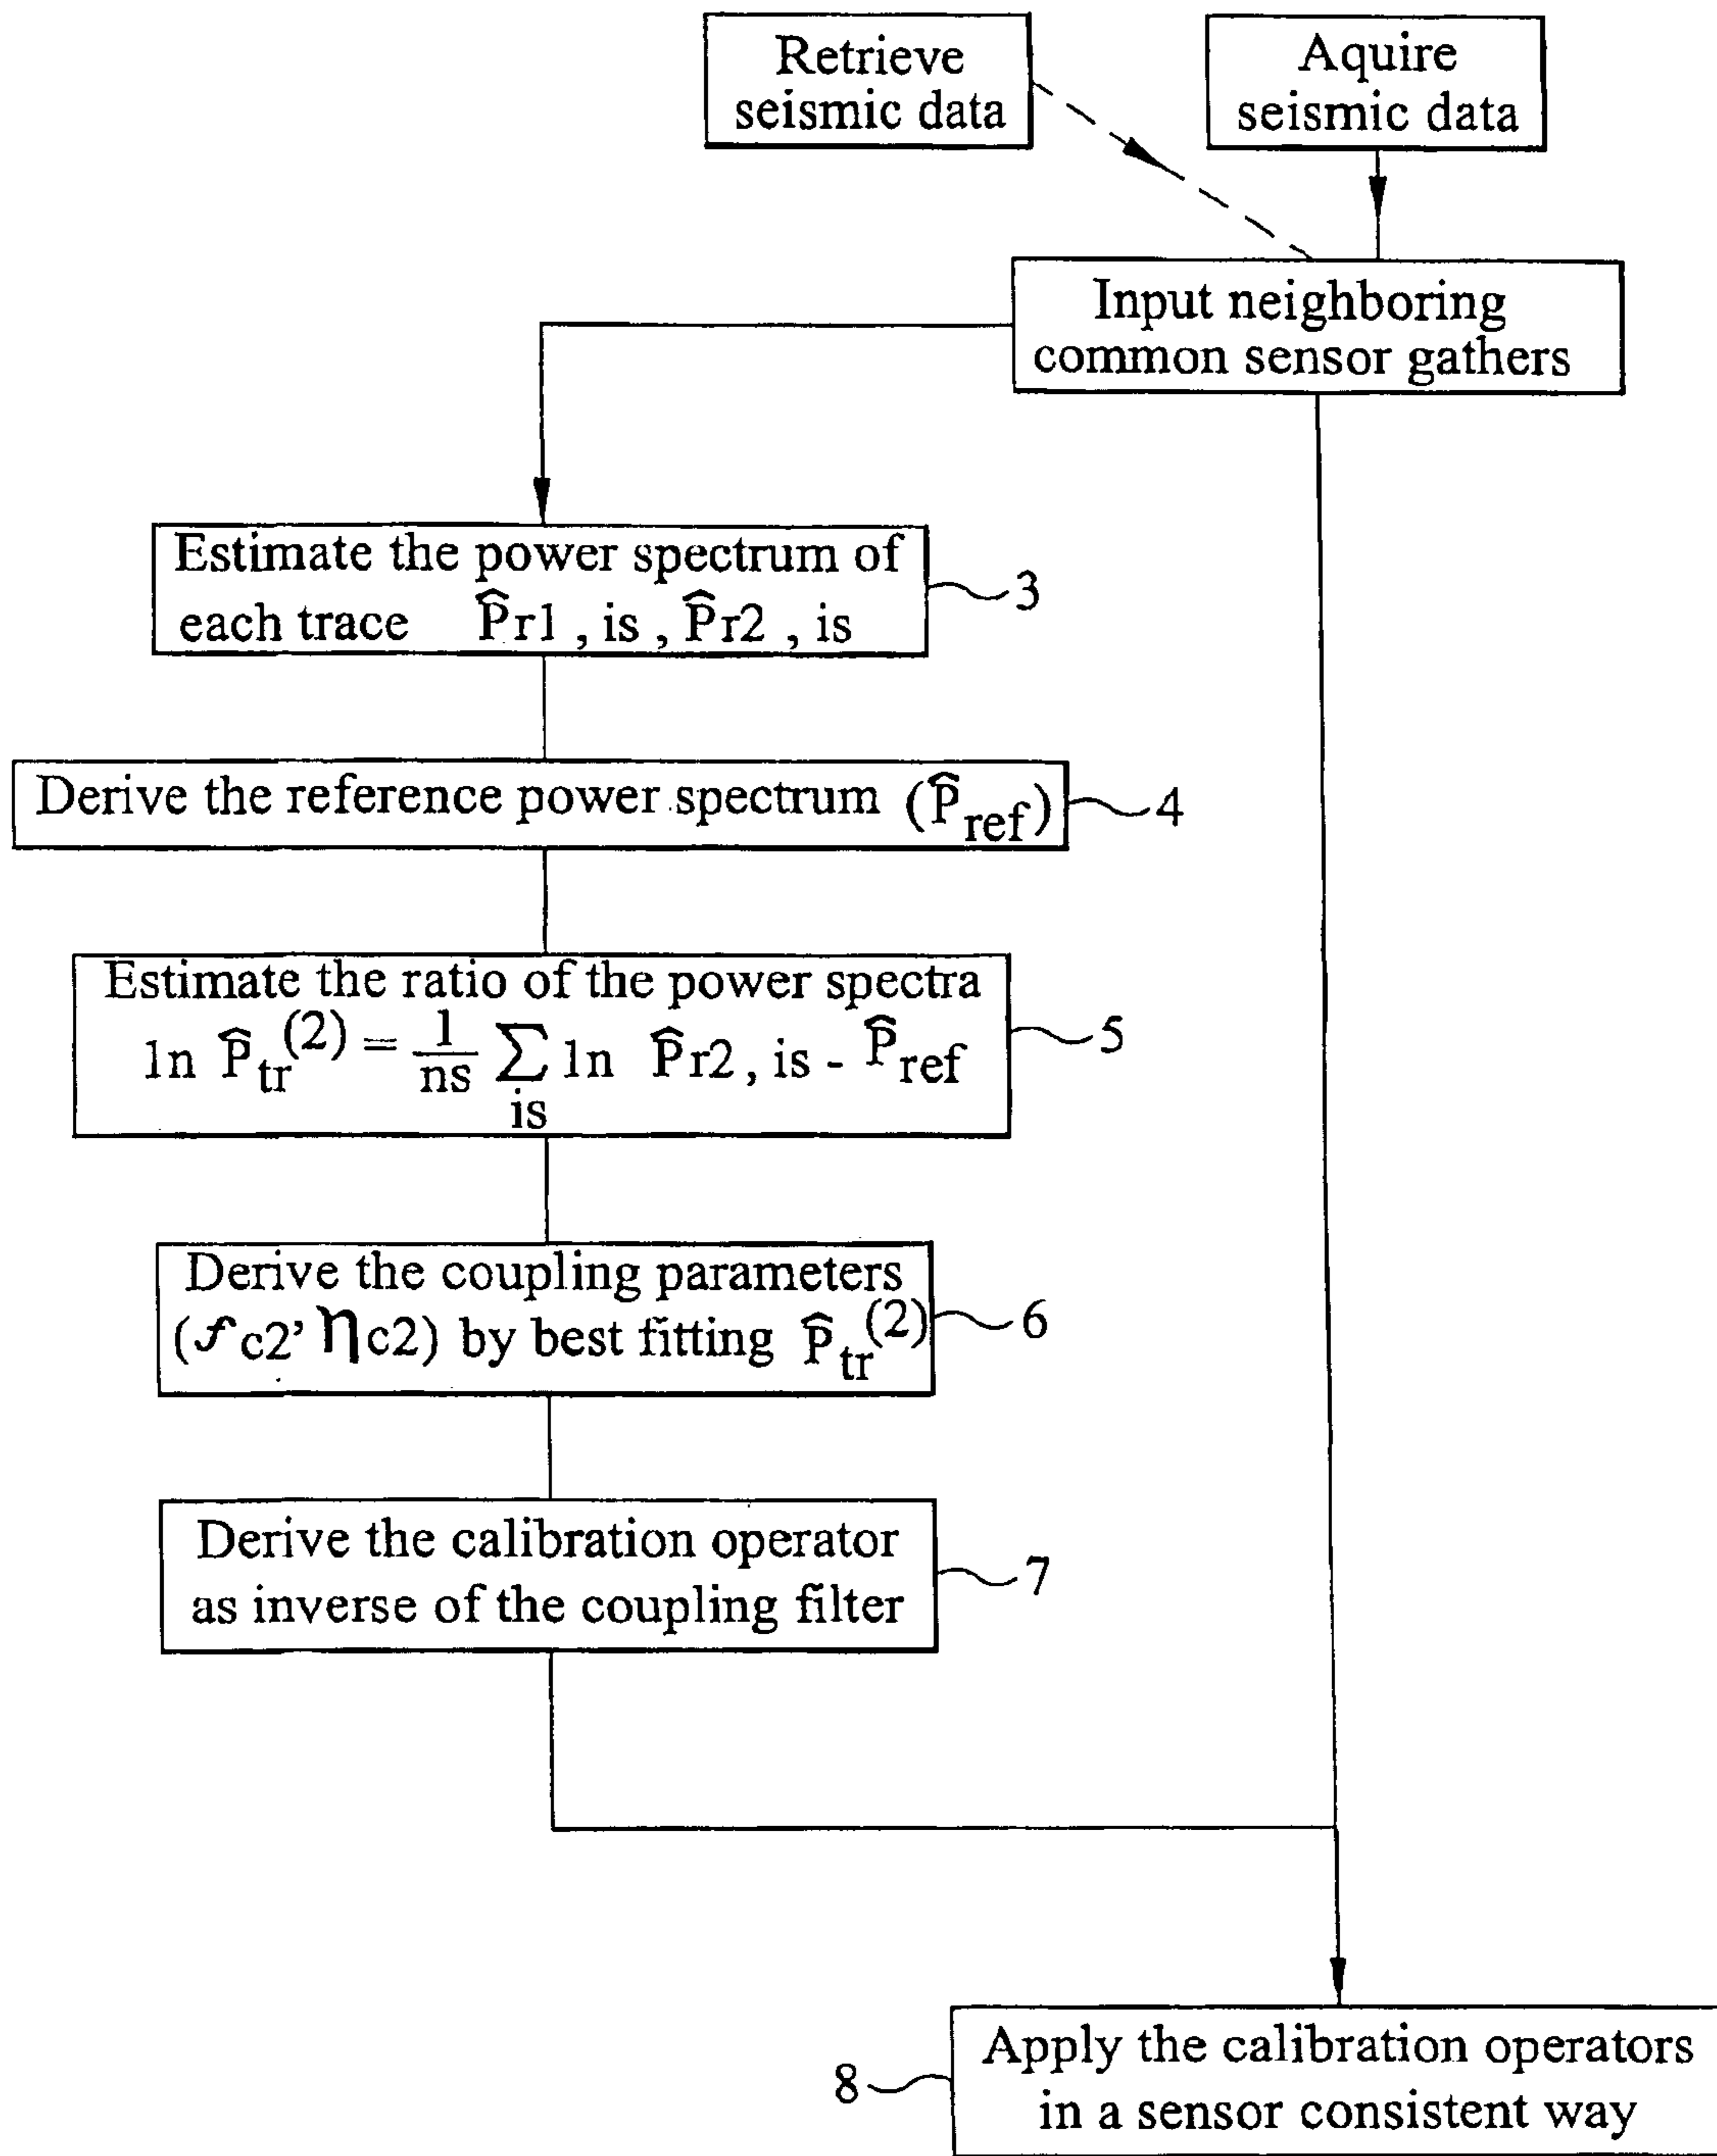 Retrieve
seismic data
Aquire
seismic data
Input neighboring
common sensor gathers
Estimate the power spectrum of
each trace P̂r1 , is , P̂r2 , is
3
Derive the reference power spectrum (P̂ref)
4
Estimate the ratio of the power spectra
ln P̂tr(2) = 1/ns ∑is ln P̂r2, is - P̂ref
5
Derive the coupling parameters
(fc2, ηc2) by best fitting P̂tr(2)
6
Derive the calibration operator
as inverse of the coupling filter
7
Apply the calibration operators
in a sensor consistent way
8